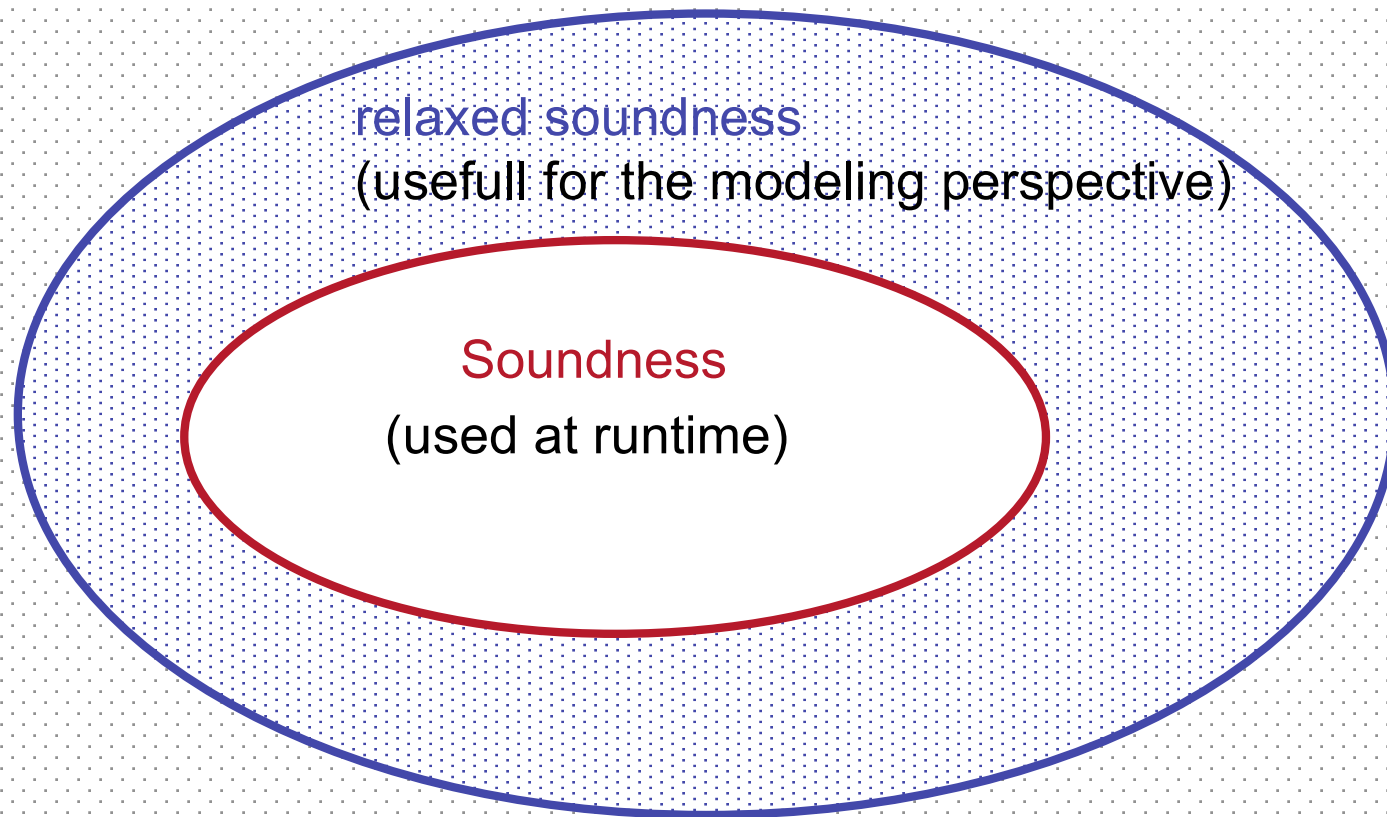 relaxed soundness
(usefull for the modeling perspective)
Soundness
(used at runtime)